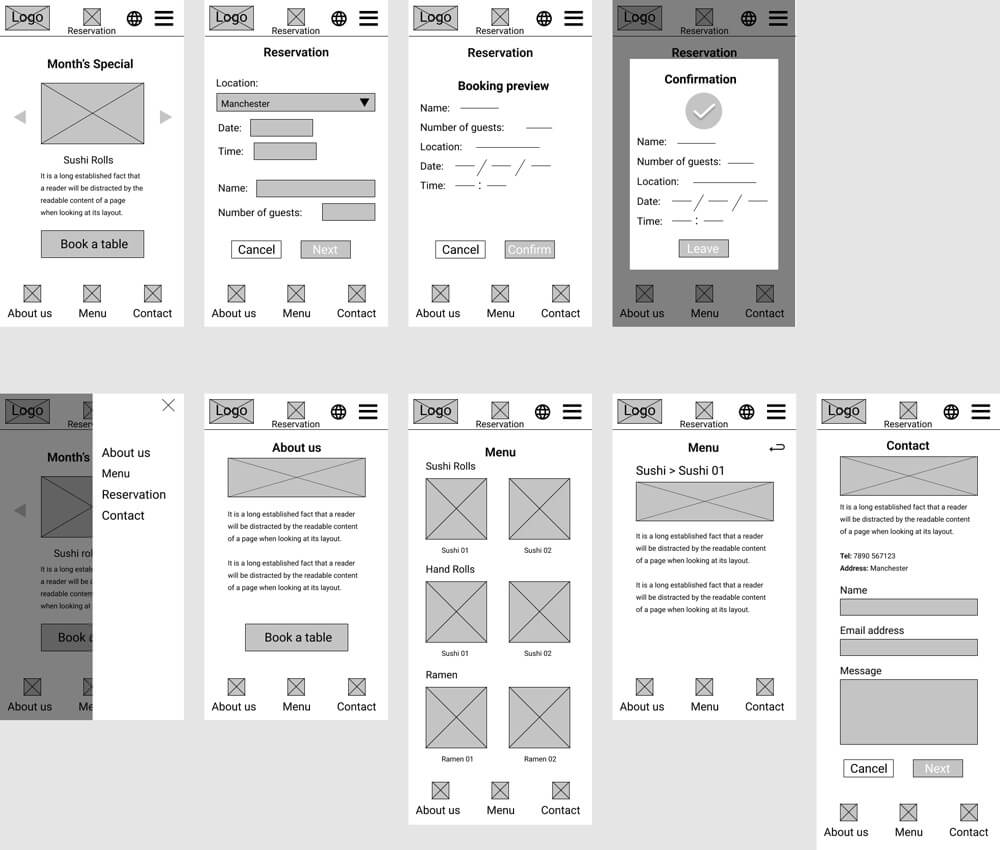 Logo
Reservation
Month's Special
Sushi Rolls
It is a long established fact that
a reader will be distracted by the
readable content of a page
when looking at its layout.
Book a table
About us Menu Contact
Logo
Reservation
Reservation
Location:
Manchester
Date:
Time:
Name:
Number of guests:
Cancel Next
About us Menu Contact
Logo
Reservation
Reservation
Booking preview
Name:
Number of guests:
Location:
Date: / /
Time: :
Cancel Confirm
About us Menu Contact
Logo
Reservation
Reservation
Confirmation
Name:
Number of guests:
Location:
Date: / /
Time: :
Leave
About us Menu Contact
Logo
Reser
Month's
Sushi rol
It is a long esta
a reader will be
readable conten
when looking at
Book
About us Me
About us
Menu
Reservation
Contact
Logo
Reservation
About us
It is a long established fact that a reader
will be distracted by the readable content
of a page when looking at its layout.
It is a long established fact that a reader
will be distracted by the readable content
of a page when looking at its layout.
Book a table
About us Menu Contact
Logo
Reservation
Menu
Sushi Rolls
Sushi 01 Sushi 02
Hand Rolls
Sushi 01 Sushi 02
Ramen
Ramen 01 Ramen 02
About us Menu Contact
Logo
Reservation
Menu
Sushi > Sushi 01
It is a long established fact that a reader
will be distracted by the readable content
of a page when looking at its layout.
It is a long established fact that a reader
will be distracted by the readable content
of a page when looking at its layout.
About us Menu Contact
Logo
Reservation
Contact
It is a long established fact that a reader
will be distracted by the readable content
of a page when looking at its layout.
Tel: 7890 567123
Address: Manchester
Name
Email address
Message
Cancel Next
About us Menu Contact